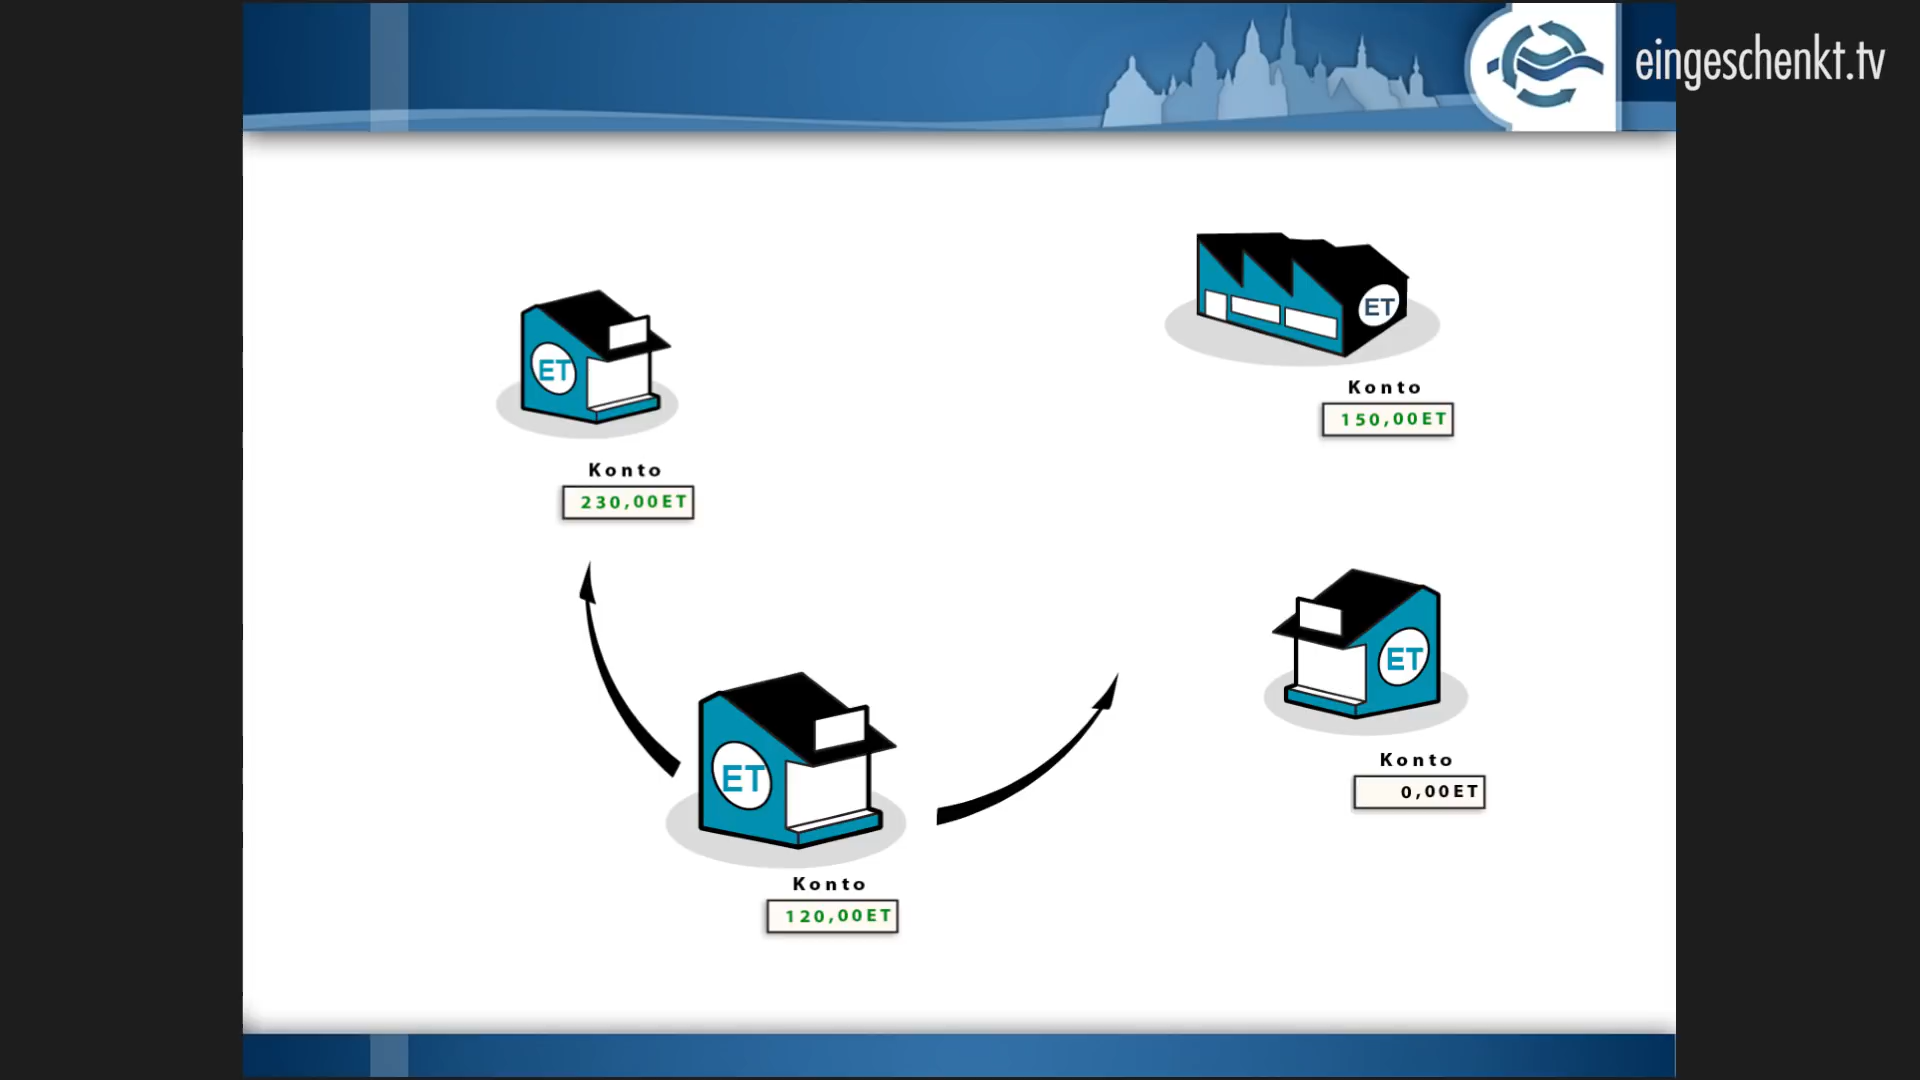 eingeschenkt.tv
ET
Konto
150,00ET
ET
Konto
230,00ET
ET
Konto
0,00ET
ET
Konto
120,00ET